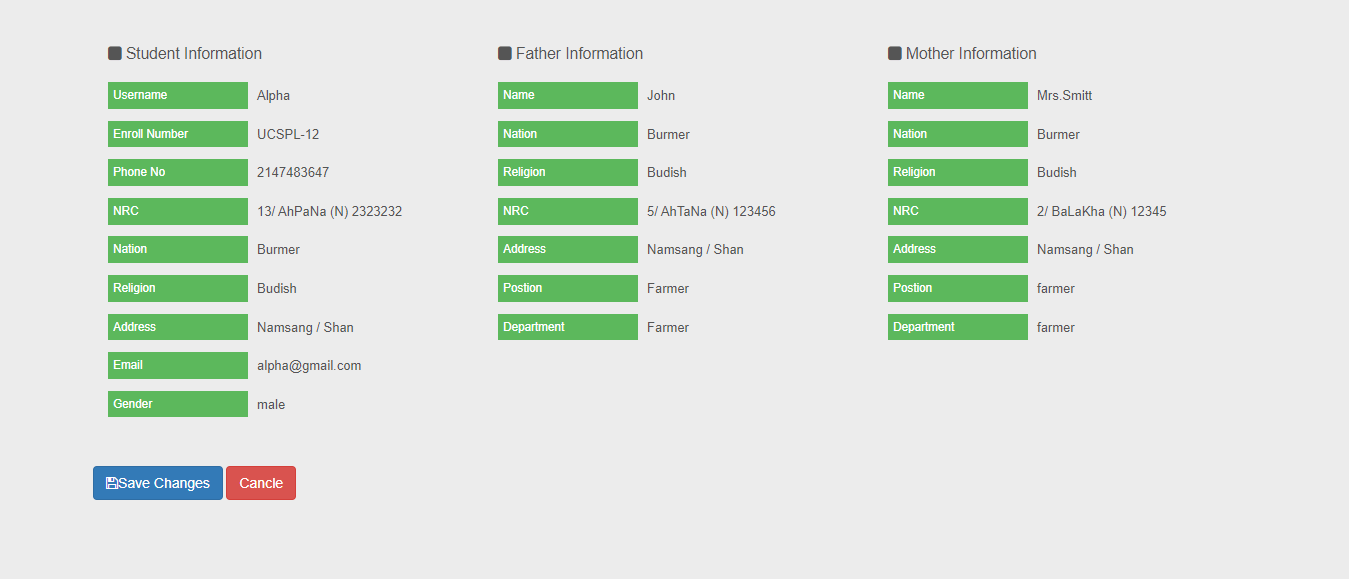 Student Information
Username Alpha
Enroll Number UCSPL-12
Phone No 2147483647
NRC 13/ AhPaNa (N) 2323232
Nation Burmer
Religion Budish
Address Namsang / Shan
Email alpha@gmail.com
Gender male
Father Information
Name John
Nation Burmer
Religion Budish
NRC 5/ AhTaNa (N) 123456
Address Namsang / Shan
Postion Farmer
Department Farmer
Mother Information
Name Mrs.Smitt
Nation Burmer
Religion Budish
NRC 2/ BaLaKha (N) 12345
Address Namsang / Shan
Postion farmer
Department farmer
Save Changes Cancle